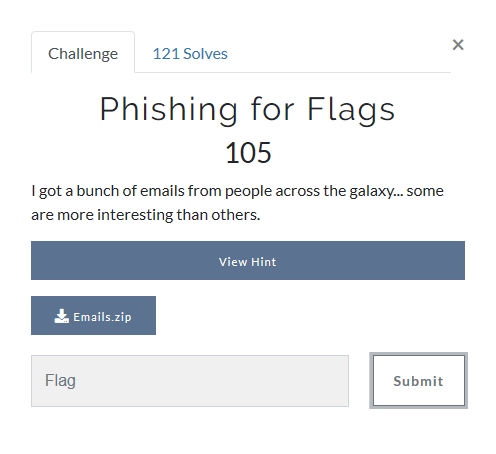 Challenge
121 Solves
×
Phishing for Flags
105
I got a bunch of emails from people across the galaxy... some
are more interesting than others.
View Hint
Emails.zip
Flag
Submit